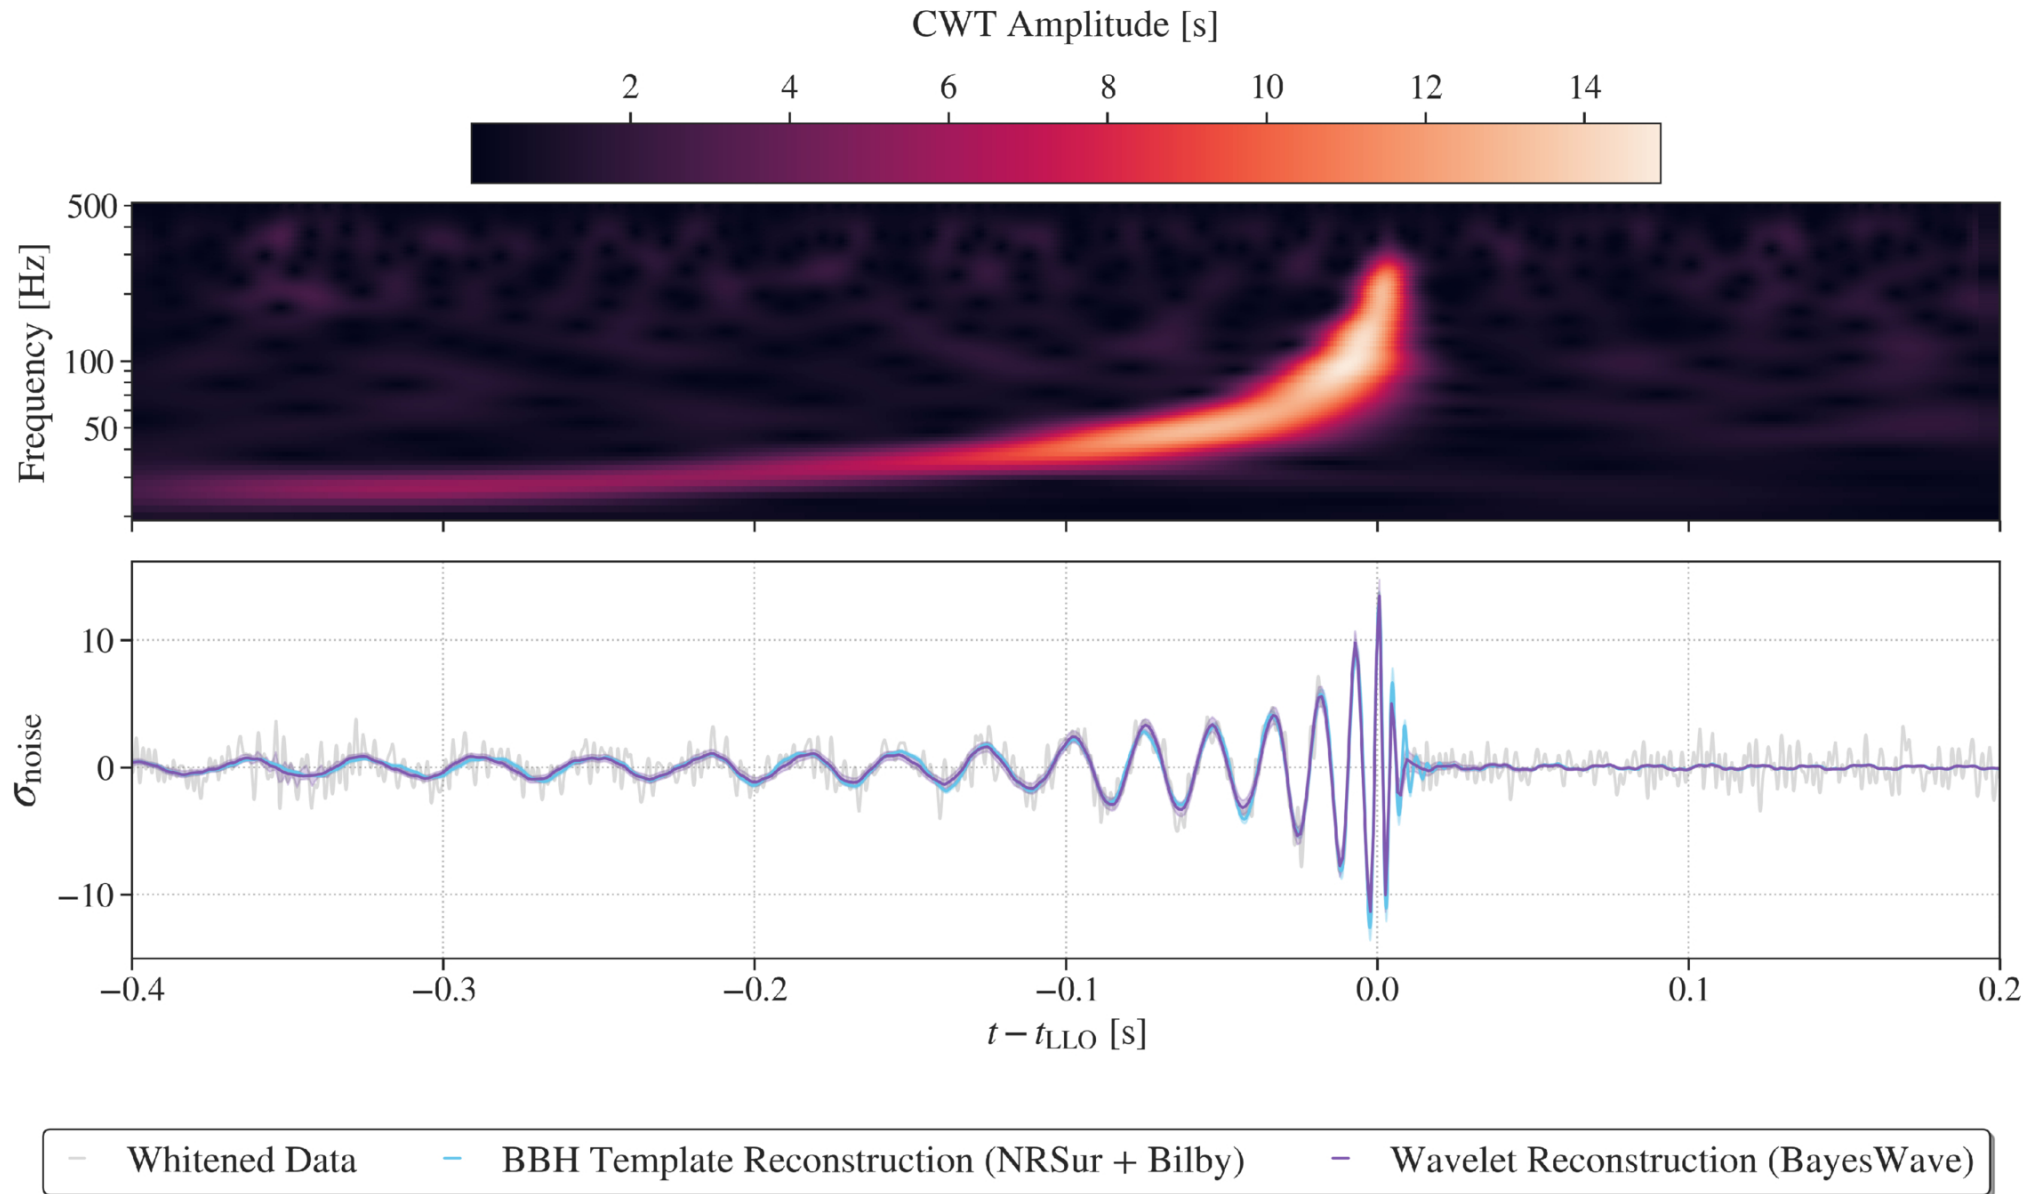 CWT Amplitude [s]
2 4 6 8 10 12 14
500
100
50
Frequency [Hz]
10
0
−10
σnoise
−0.4 −0.3 −0.2 −0.1 0.0 0.1 0.2
t − tLLO [s]
Whitened Data BBH Template Reconstruction (NRSur + Bilby) Wavelet Reconstruction (BayesWave)